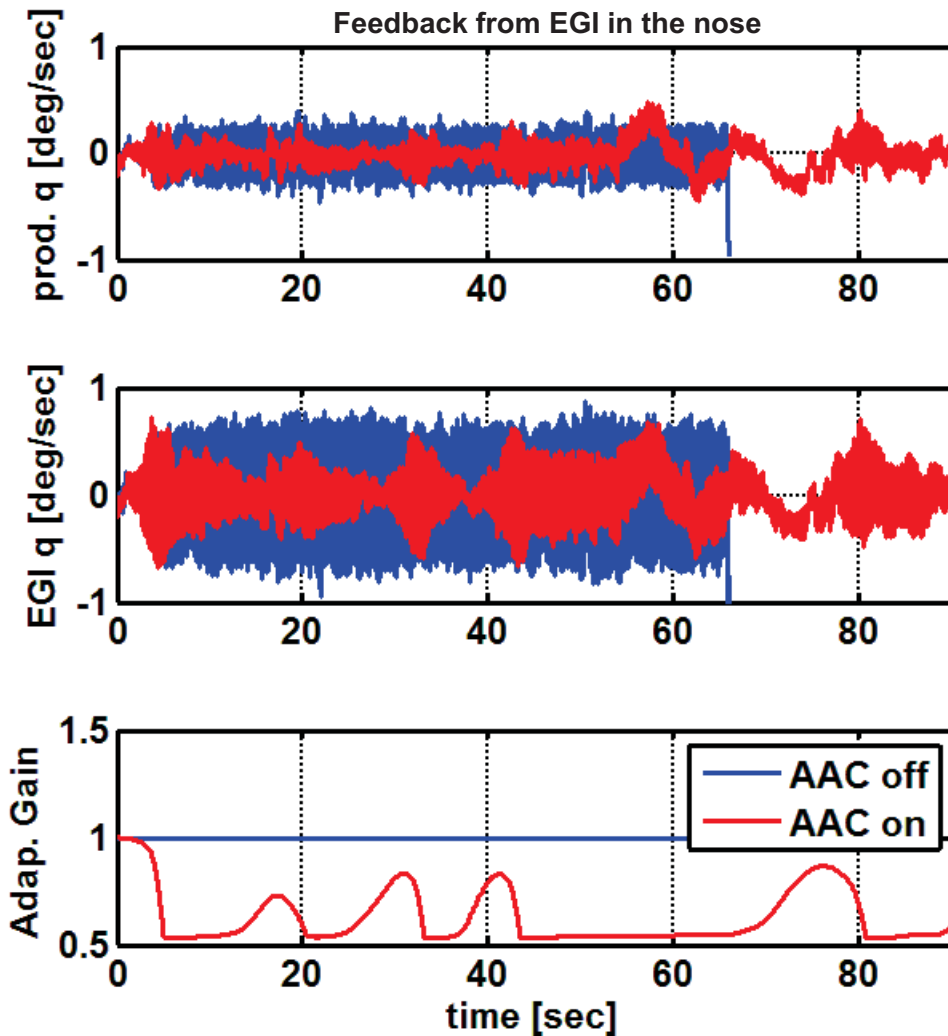 Feedback from EGI in the nose
prod. q [deg/sec]
1
0
-1
0 20 40 60 80
EGI q [deg/sec]
1
0
-1
0 20 40 60 80
Adap. Gain
1.5
1
0.5
AAC off
AAC on
0 20 40 60 80
time [sec]